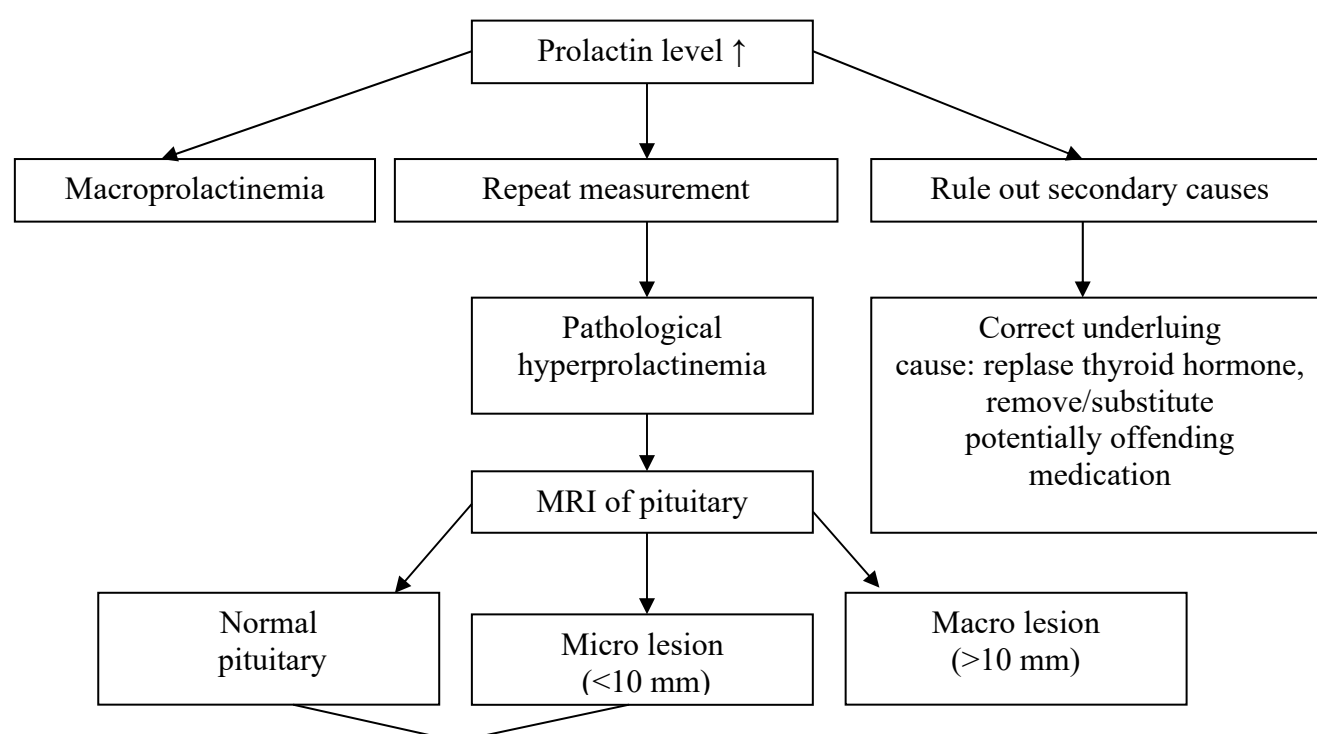 Prolactin level ↑
Macroprolactinemia
Repeat measurement
Rule out secondary causes
Pathological
hyperprolactinemia
Correct underluing
cause: replase thyroid hormone,
remove/substitute
potentially offending
medication
MRI of pituitary
Normal
pituitary
Micro lesion
(<10 mm)
Macro lesion
(>10 mm)